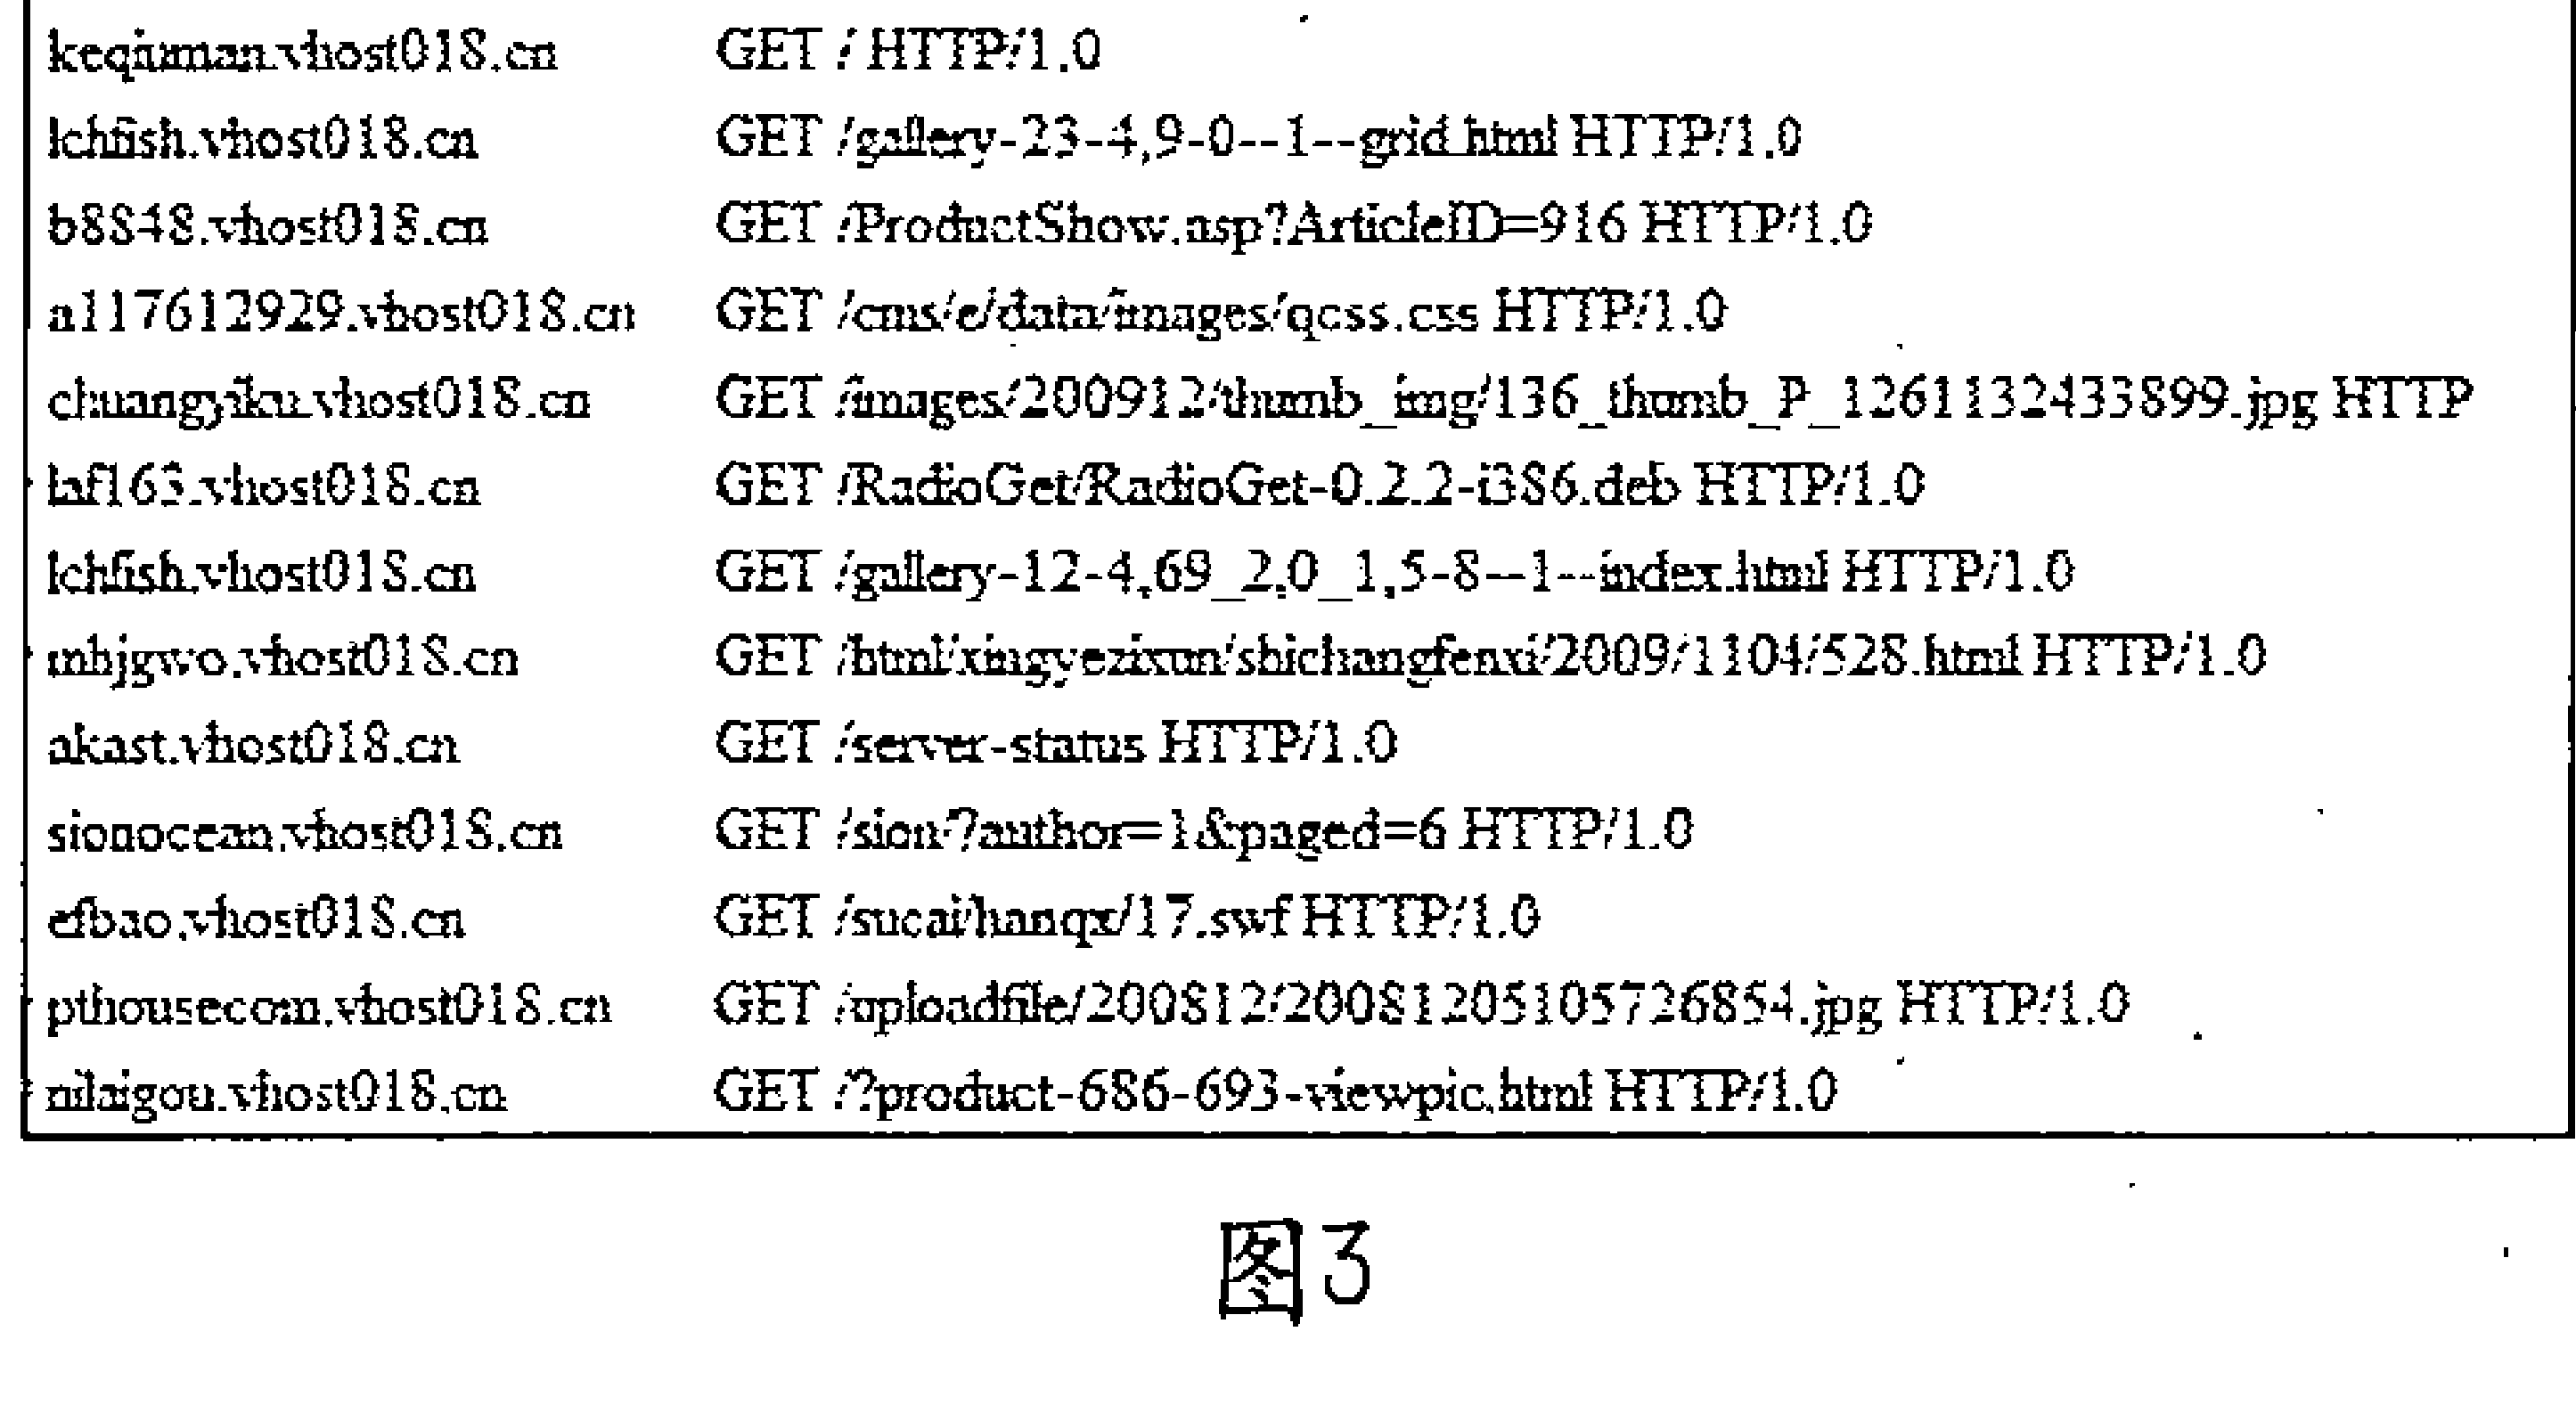 keqiuman.vhost018.cn GET / HTTP/1.0
lchfish.vhost018.cn GET /gallery-23-4,9-0--1--grid.html HTTP/1.0
b8848.vhost018.cn GET /ProductShow.asp?ArticleID=916 HTTP/1.0
a117612929.vhost018.cn GET /cms/e/data/images/qcss.css HTTP/1.0
chuangyiku.vhost018.cn GET /images/200912/thumb_img/136_thumb_P_1261132433899.jpg HTTP
laf163.vhost018.cn GET /RadioGet/RadioGet-0.2.2-i386.deb HTTP/1.0
lchfish.vhost018.cn GET /gallery-12-4,69_2,0_1,5-8--1--index.html HTTP/1.0
mhjgwo.vhost018.cn GET /html/xingyezixun/shichangfenxi/2009/1104/528.html HTTP/1.0
akast.vhost018.cn GET /server-status HTTP/1.0
sionocean.vhost018.cn GET /sion/?author=1&paged=6 HTTP/1.0
efbao.vhost018.cn GET /sucai/hanqx/17.swf HTTP/1.0
pthousecom.vhost018.cn GET /uploadfile/200812/20081205105726854.jpg HTTP/1.0
nilaigou.vhost018.cn GET /?product-686-693-viewpic.html HTTP/1.0
图3